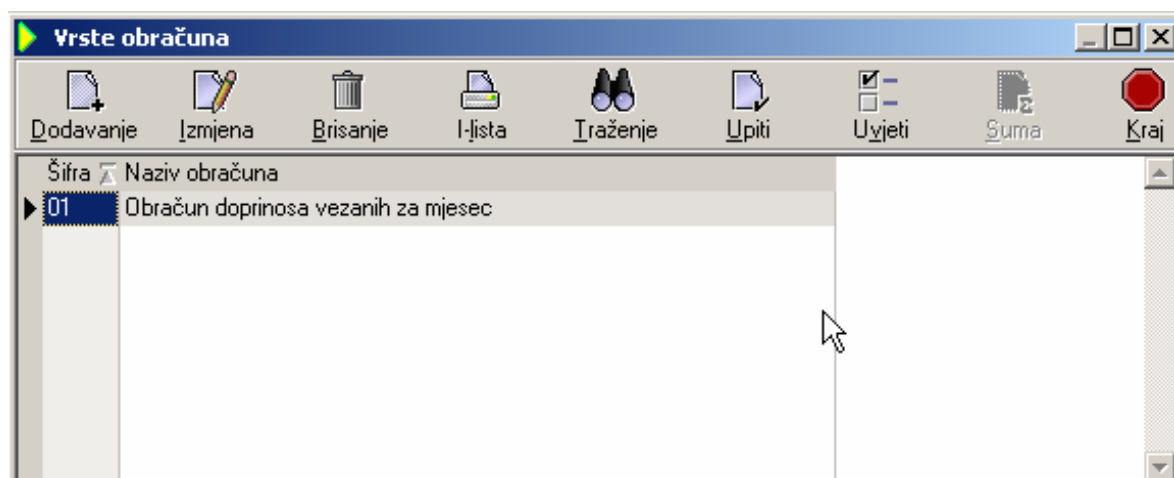 Vrste obračuna
Dodavanje Izmjena Brisanje I-lista Traženje Upiti Uvjeti Suma Kraj
Šifra Naziv obračuna
01 Obračun doprinosa vezanih za mjesec